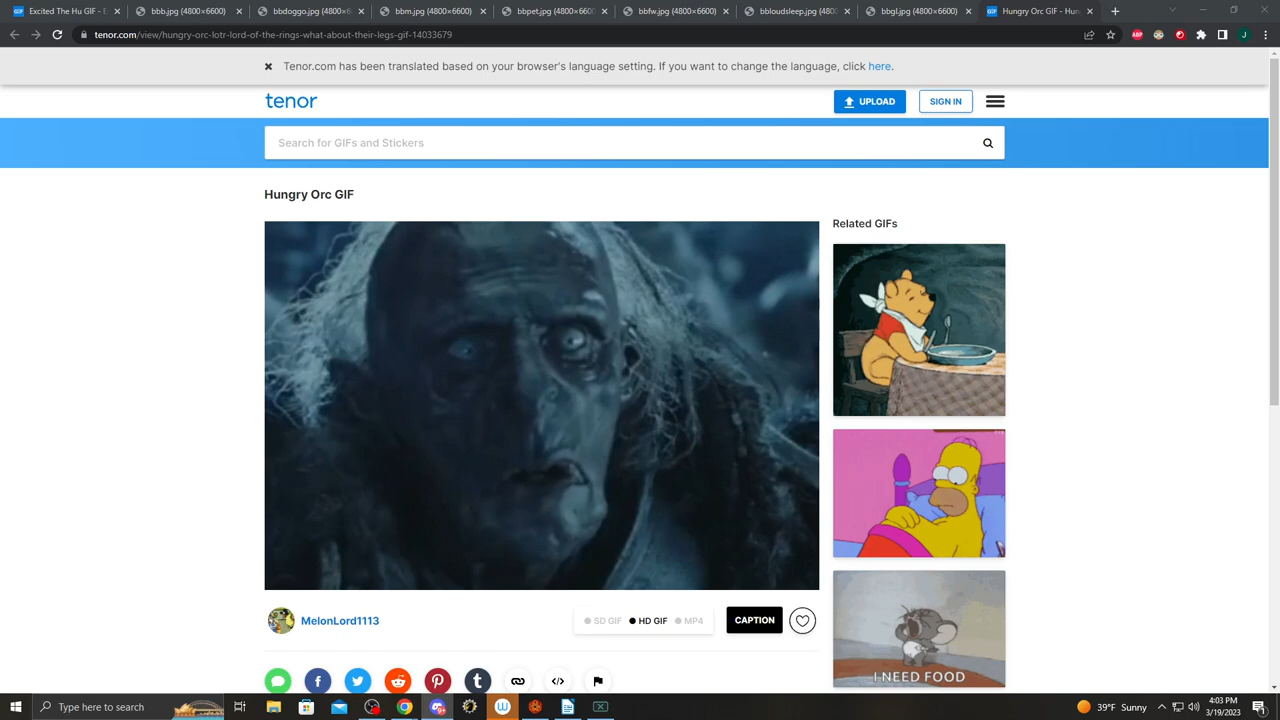 Excited The Hu GIF - E
bbb.jpg (4800×6600)
bbdoggo.jpg (4800×6
bbm.jpg (4800×6600)
bbpet.jpg (4800×6600
bbfw.jpg (4800×6600)
bbloudsleep.jpg (480
bbgd.jpg (4800×6600)
Hungry Orc GIF - Hun
tenor.com/view/hungry-orc-lotr-lord-of-the-rings-what-about-their-legs-gif-14033679
ABP
J
Tenor.com has been translated based on your browser's language setting. If you want to change the language, click here.
tenor
UPLOAD
SIGN IN
Search for GIFs and Stickers
Hungry Orc GIF
Related GIFs
I NEED FOOD
MelonLord1113
SD GIF
HD GIF
MP4
CAPTION
Type here to search
39°F Sunny
4:03 PM
3/19/2023